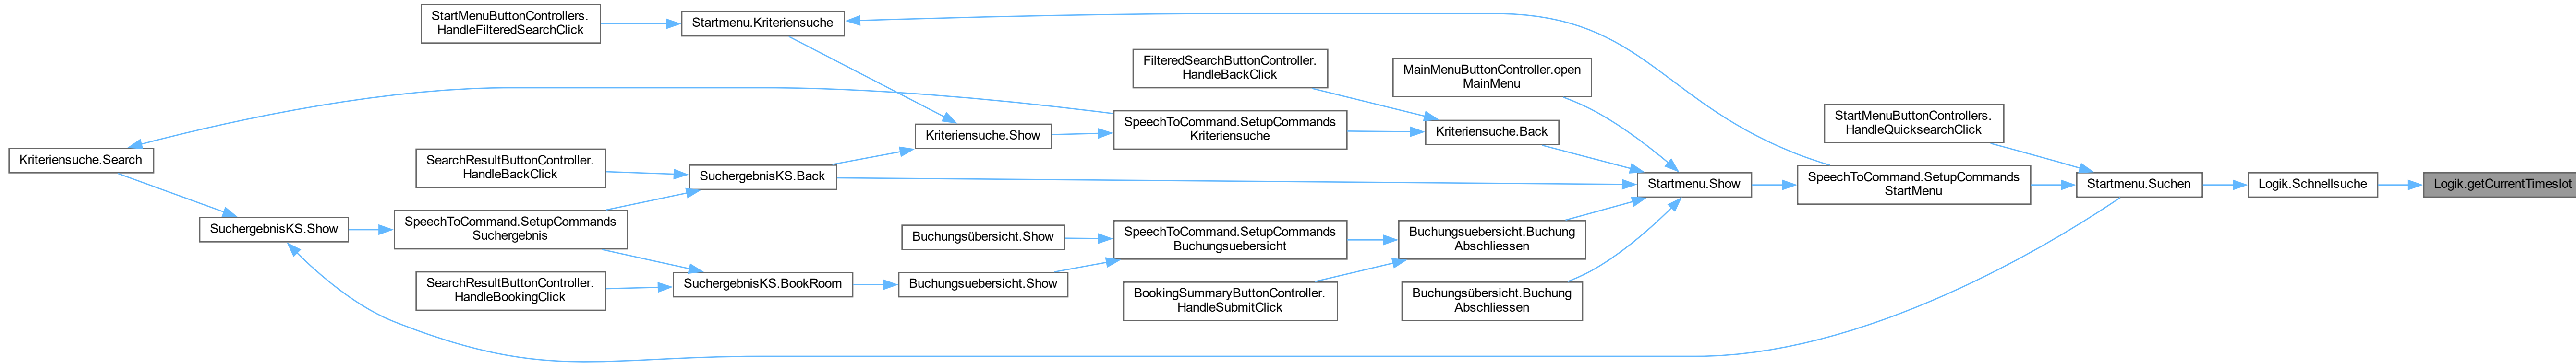 StartMenuButtonControllers.
HandleFilteredSearchClick
Startmenu.Kriteriensuche
FilteredSearchButtonController.
HandleBackClick
MainMenuButtonController.open
MainMenu
StartMenuButtonControllers.
HandleQuicksearchClick
SpeechToCommand.SetupCommands
Kriteriensuche
Kriteriensuche.Back
Kriteriensuche.Show
Kriteriensuche.Search
SearchResultButtonController.
HandleBackClick
SuchergebnisKS.Back
Startmenu.Show
SpeechToCommand.SetupCommands
StartMenu
Startmenu.Suchen
Logik.Schnellsuche
Logik.getCurrentTimeslot
SuchergebnisKS.Show
SpeechToCommand.SetupCommands
Suchergebnis
Buchungsübersicht.Show
SpeechToCommand.SetupCommands
Buchungsuebersicht
Buchungsuebersicht.Buchung
Abschliessen
SearchResultButtonController.
HandleBookingClick
SuchergebnisKS.BookRoom
Buchungsuebersicht.Show
BookingSummaryButtonController.
HandleSubmitClick
Buchungsübersicht.Buchung
Abschliessen